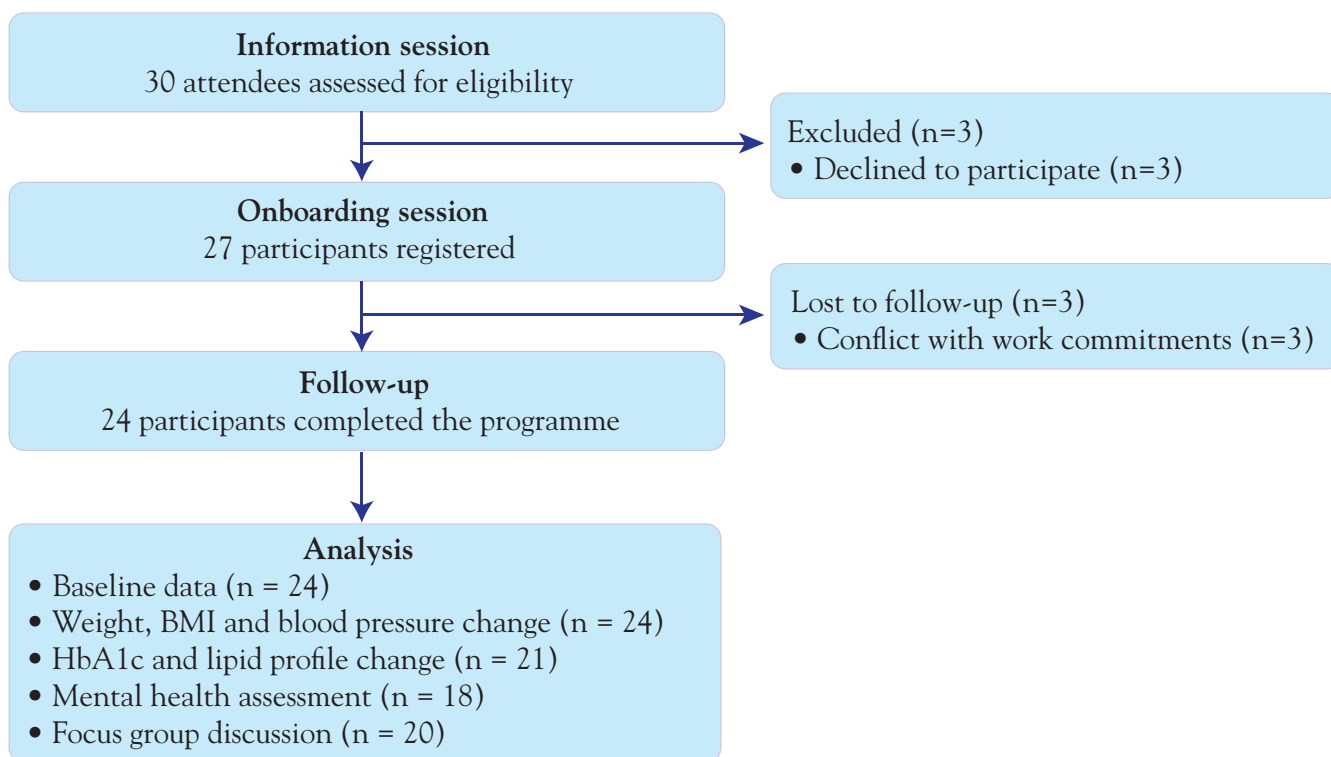 Information session
30 attendees assessed for eligibility
Excluded (n=3)
• Declined to participate (n=3)
Onboarding session
27 participants registered
Lost to follow-up (n=3)
• Conflict with work commitments (n=3)
Follow-up
24 participants completed the programme
Analysis
• Baseline data (n = 24)
• Weight, BMI and blood pressure change (n = 24)
• HbA1c and lipid profile change (n = 21)
• Mental health assessment (n = 18)
• Focus group discussion (n = 20)